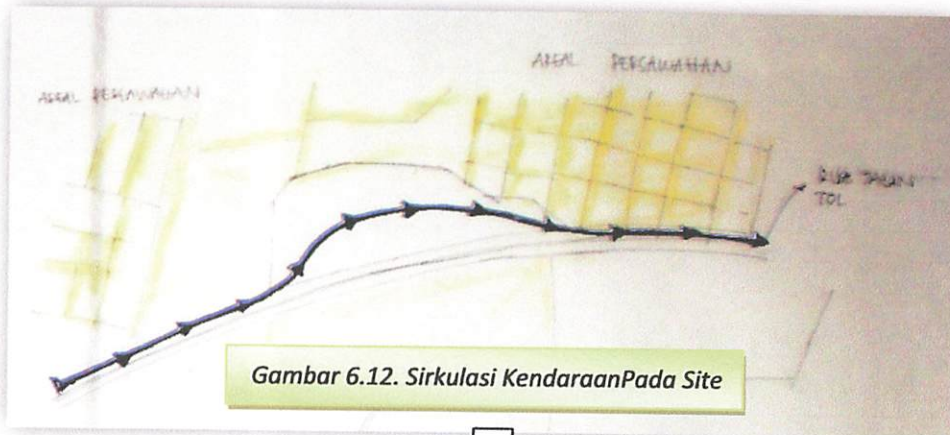 AREAL PERSAWAHAN
AREAL PERSAWAHAN
TOL
Gambar 6.12. Sirkulasi KendaraanPada Site